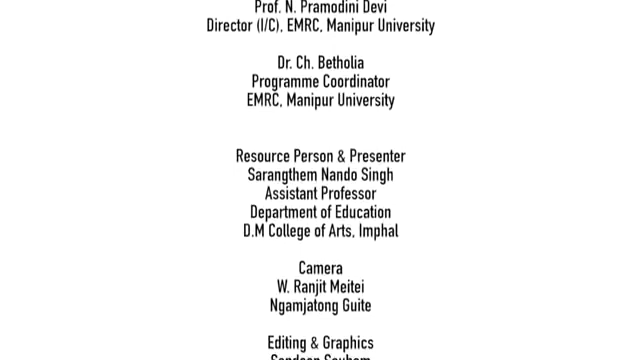 Prof. N. Pramodini Devi
Director (I/C), EMRC, Manipur University
Dr. Ch. Betholia
Programme Coordinator
EMRC, Manipur University
Resource Person & Presenter
Sarangthem Nando Singh
Assistant Professor
Department of Education
D.M College of Arts, Imphal
Camera
W. Ranjit Meitei
Ngamjatong Guite
Editing & Graphics